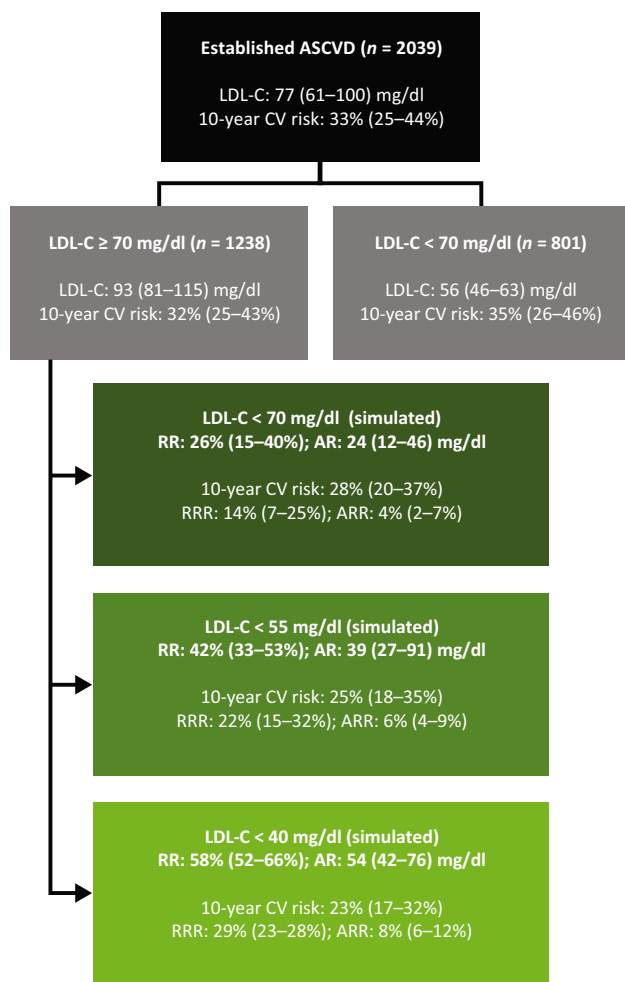 Established ASCVD (n = 2039)
LDL-C: 77 (61–100) mg/dl
10-year CV risk: 33% (25–44%)
LDL-C ≥ 70 mg/dl (n = 1238)
LDL-C: 93 (81–115) mg/dl
10-year CV risk: 32% (25–43%)
LDL-C < 70 mg/dl (n = 801)
LDL-C: 56 (46–63) mg/dl
10-year CV risk: 35% (26–46%)
LDL-C < 70 mg/dl (simulated)
RR: 26% (15–40%); AR: 24 (12–46) mg/dl
10-year CV risk: 28% (20–37%)
RRR: 14% (7–25%); ARR: 4% (2–7%)
LDL-C < 55 mg/dl (simulated)
RR: 42% (33–53%); AR: 39 (27–91) mg/dl
10-year CV risk: 25% (18–35%)
RRR: 22% (15–32%); ARR: 6% (4–9%)
LDL-C < 40 mg/dl (simulated)
RR: 58% (52–66%); AR: 54 (42–76) mg/dl
10-year CV risk: 23% (17–32%)
RRR: 29% (23–28%); ARR: 8% (6–12%)